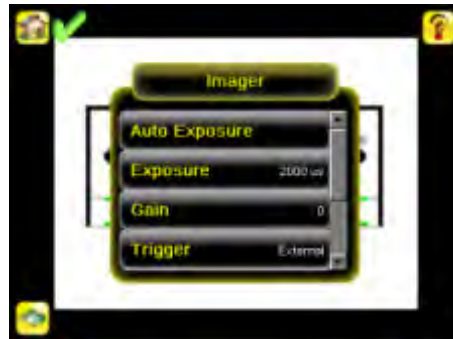 Imager
Auto Exposure
Exposure 2000 us
Gain 0
Trigger External